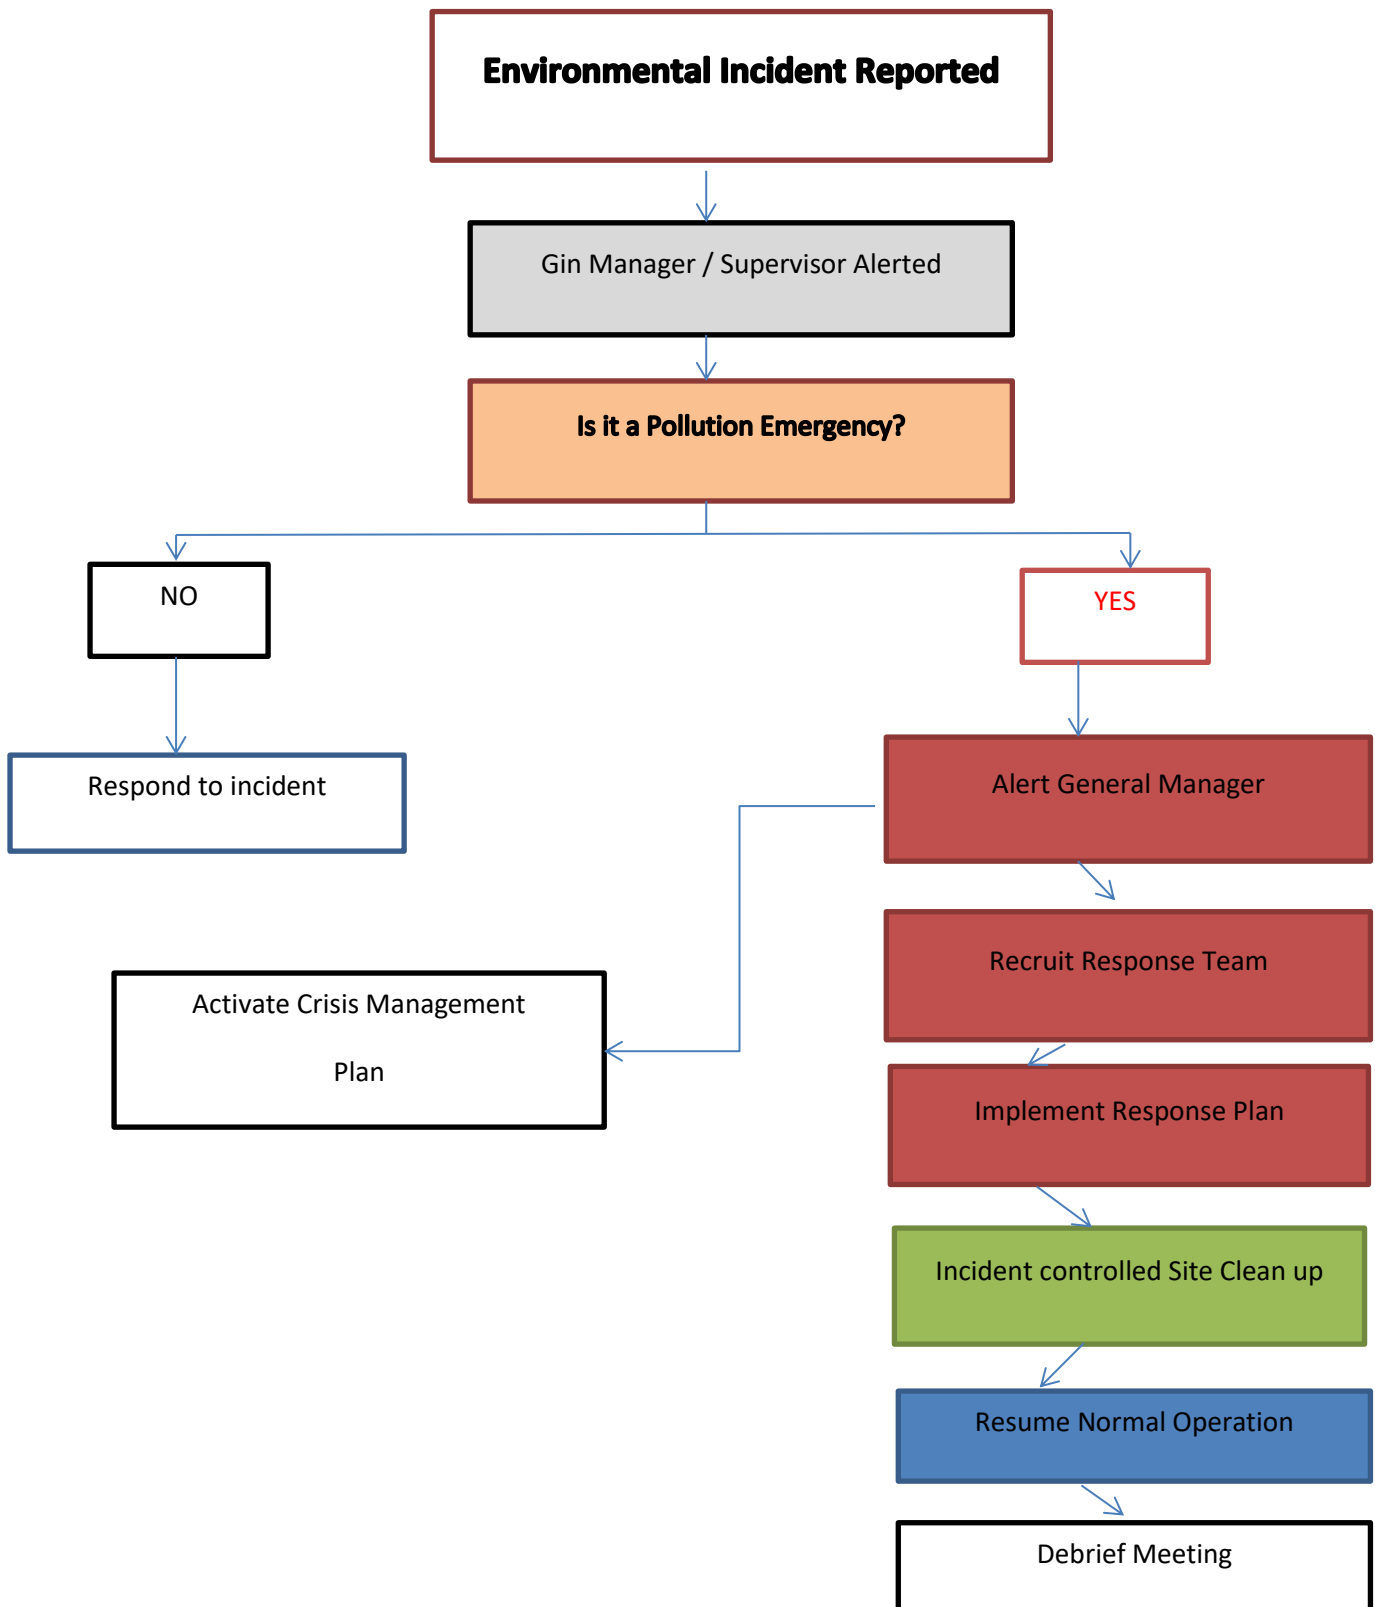 Environmental Incident Reported
Gin Manager / Supervisor Alerted
Is it a Pollution Emergency?
NO
YES
Respond to incident
Alert General Manager
Recruit Response Team
Activate Crisis Management
Plan
Implement Response Plan
Incident controlled Site Clean up
Resume Normal Operation
Debrief Meeting